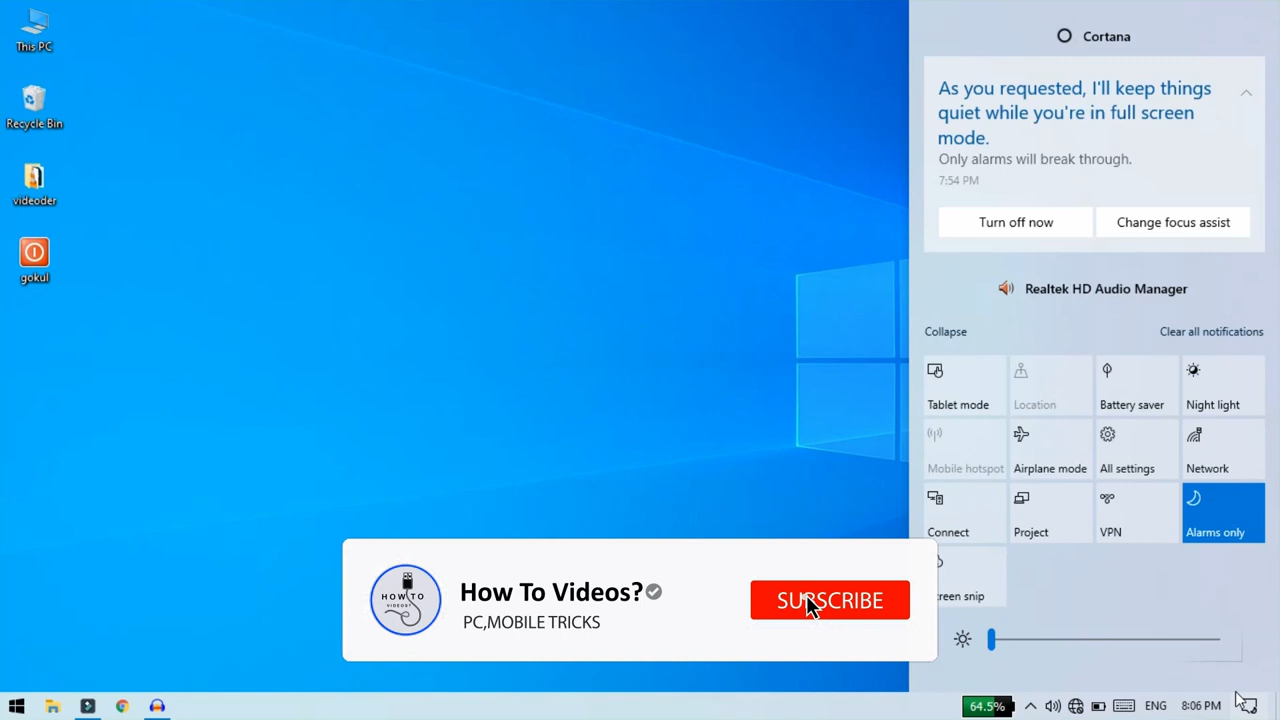 This PC
Recycle Bin
videoder
gokul
Cortana
As you requested, I'll keep things
quiet while you're in full screen
mode.
Only alarms will break through.
7:54 PM
Turn off now
Change focus assist
Realtek HD Audio Manager
Collapse
Clear all notifications
Tablet mode
Location
Battery saver
Night light
Mobile hotspot
Airplane mode
All settings
Network
Connect
Project
VPN
Alarms only
reen snip
HOW TO
VIDEOS?
How To Videos?
PC,MOBILE TRICKS
SUBSCRIBE
64.5%
ENG
8:06 PM